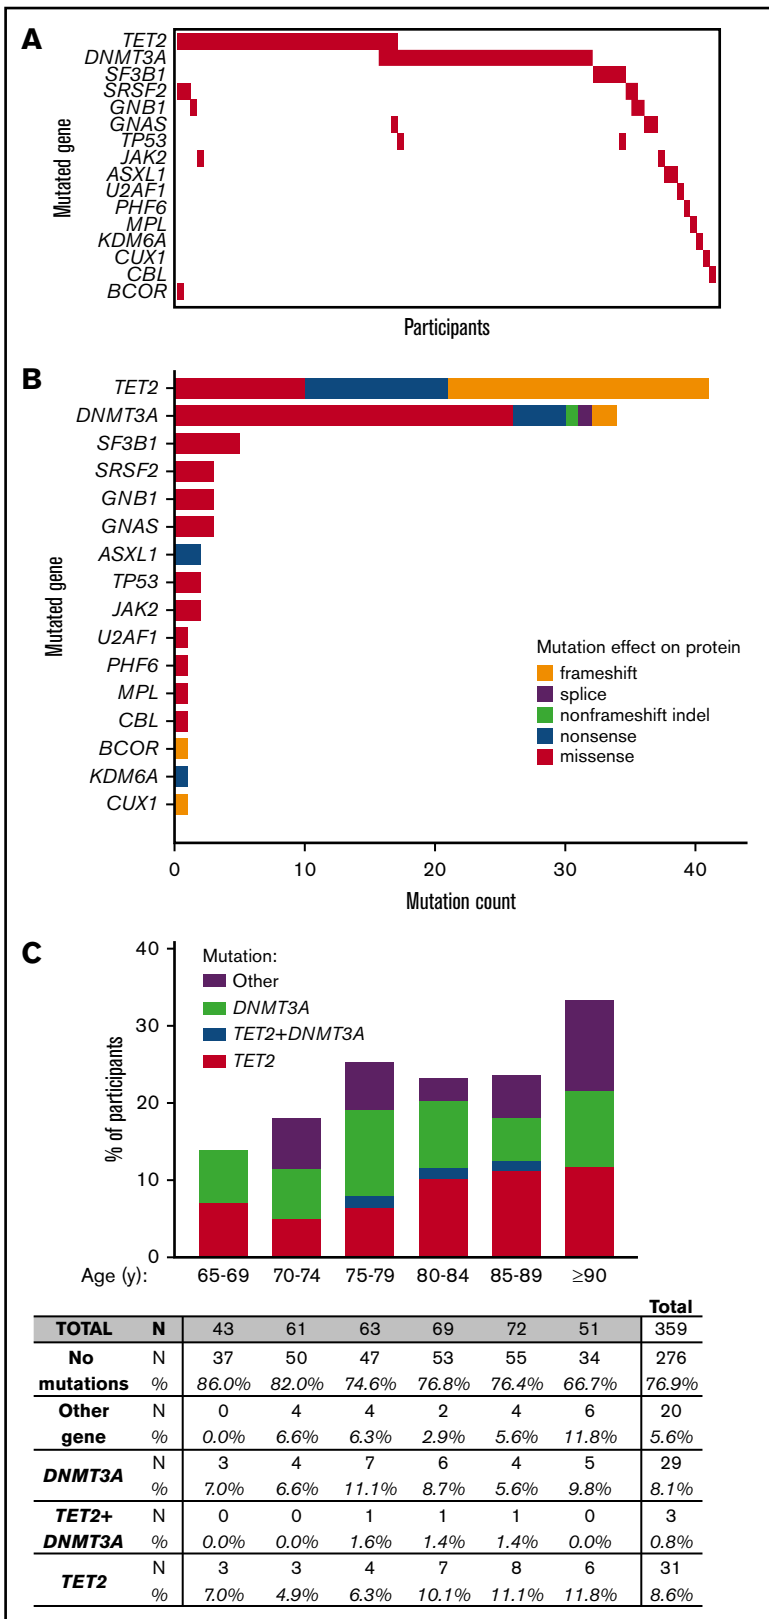 A
TET2
DNMT3A
SF3B1
SRSF2
GNB1
GNAS
TP53
JAK2
ASXL1
U2AF1
PHF6
MPL
KDM6A
CUX1
CBL
BCOR
Mutated gene
Participants
B
TET2
DNMT3A
SF3B1
SRSF2
GNB1
GNAS
ASXL1
TP53
JAK2
U2AF1
PHF6
MPL
CBL
BCOR
KDM6A
CUX1
Mutated gene
Mutation effect on protein
frameshift
splice
nonframeshift indel
nonsense
missense
0 10 20 30 40
Mutation count
C
40
30
20
10
0
% of participants
Mutation:
Other
DNMT3A
TET2+DNMT3A
TET2
Age (y): 65-69 70-74 75-79 80-84 85-89 ≥90
Total
TOTAL N 43 61 63 69 72 51 359
No N 37 50 47 53 55 34 276
mutations % 86.0% 82.0% 74.6% 76.8% 76.4% 66.7% 76.9%
Other N 0 4 4 2 4 6 20
gene % 0.0% 6.6% 6.3% 2.9% 5.6% 11.8% 5.6%
DNMT3A N 3 4 7 6 4 5 29
% 7.0% 6.6% 11.1% 8.7% 5.6% 9.8% 8.1%
TET2+ N 0 0 1 1 1 0 3
DNMT3A % 0.0% 0.0% 1.6% 1.4% 1.4% 0.0% 0.8%
TET2 N 3 3 4 7 8 6 31
% 7.0% 4.9% 6.3% 10.1% 11.1% 11.8% 8.6%